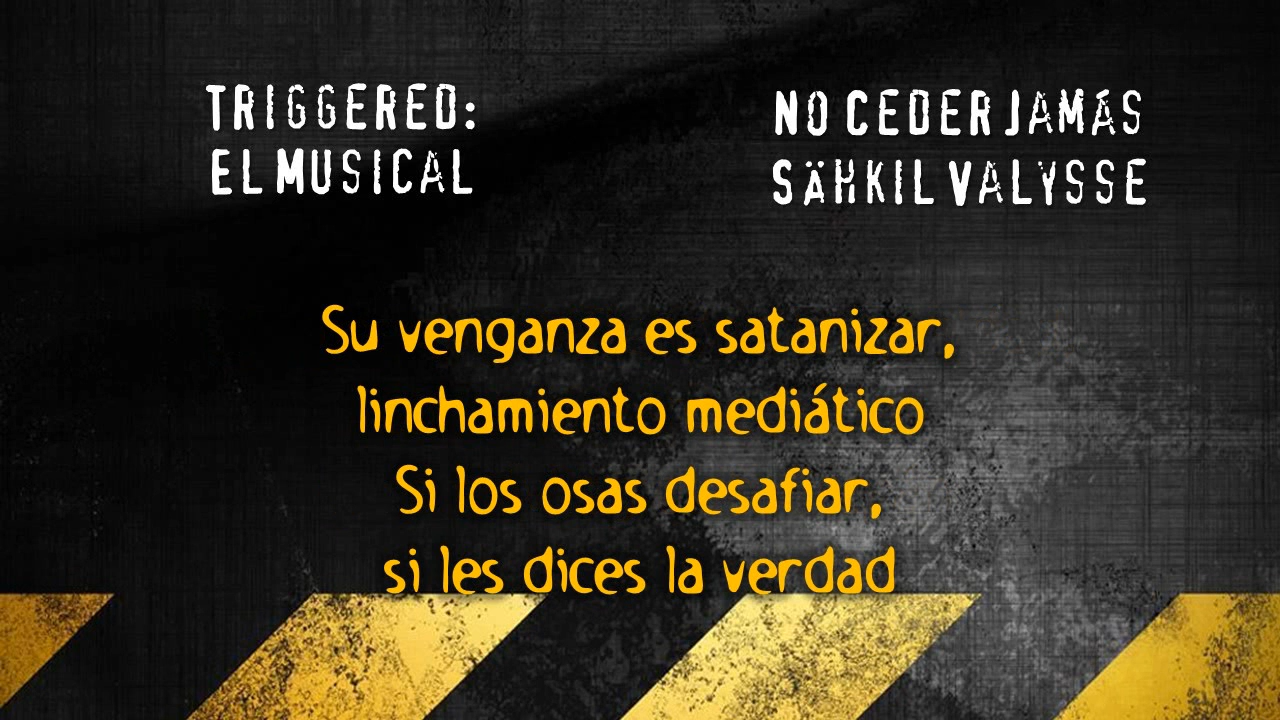 TRIGGERED:
EL MUSICAL
NO CEDER JAMÁS
SÄHKIL VALYSSE
Su venganza es satanizar,
linchamiento mediático
Si los osas desafiar,
si les dices la verdad